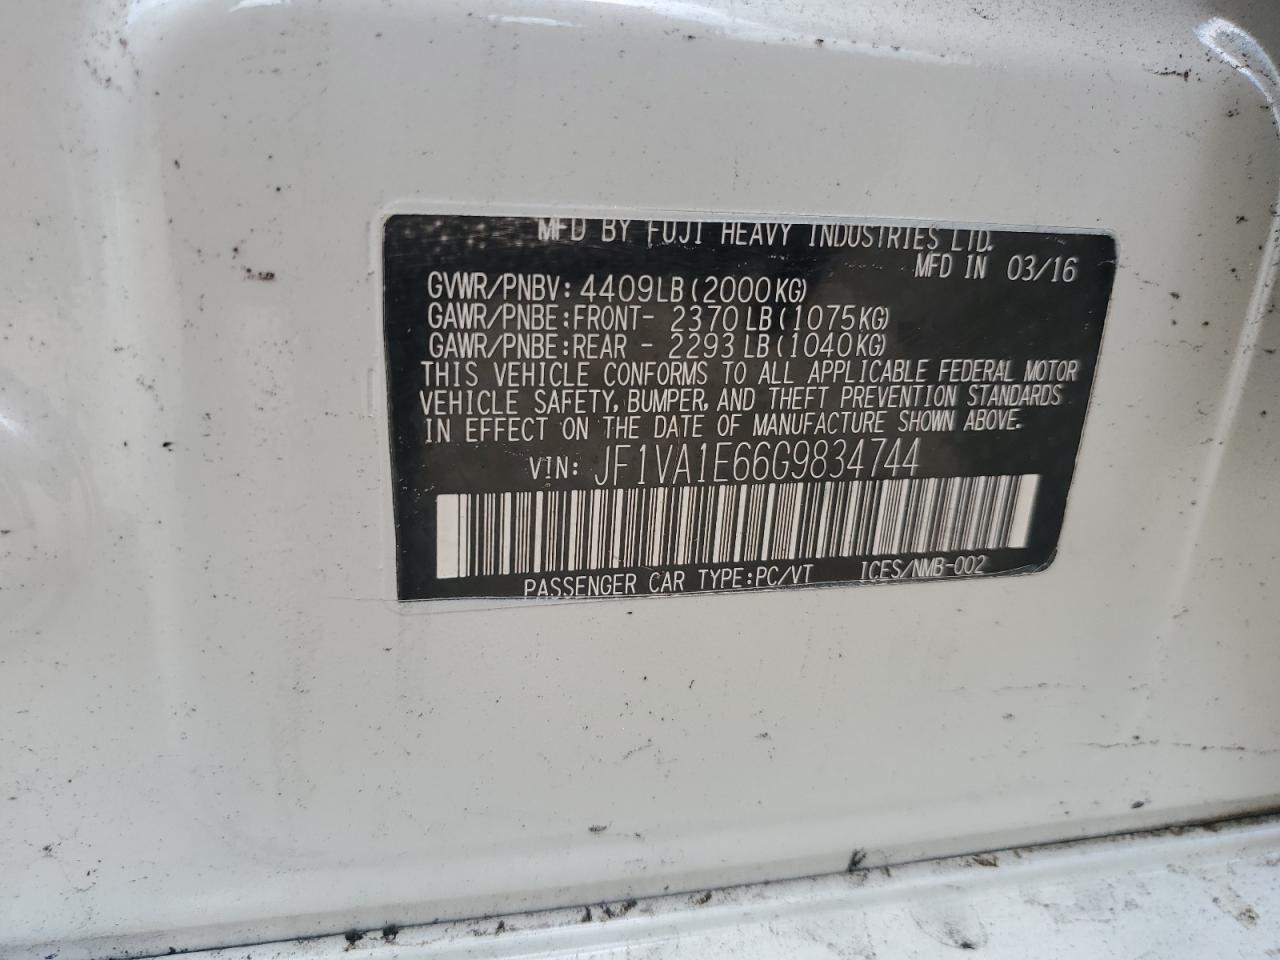 MFD BY FUJI HEAVY INDUSTRIES LTD.
MFD IN 03/16
GVWR/PNBV: 4409LB(2000KG)
GAWR/PNBE:FRONT- 2370LB(1075KG)
GAWR/PNBE:REAR - 2293LB(1040KG)
THIS VEHICLE CONFORMS TO ALL APPLICABLE FEDERAL MOTOR
VEHICLE SAFETY, BUMPER, AND THEFT PREVENTION STANDARDS
IN EFFECT ON THE DATE OF MANUFACTURE SHOWN ABOVE.
VIN: JF1VA1E66G9834744
PASSENGER CAR TYPE:PC/VT ICES/NMB-002